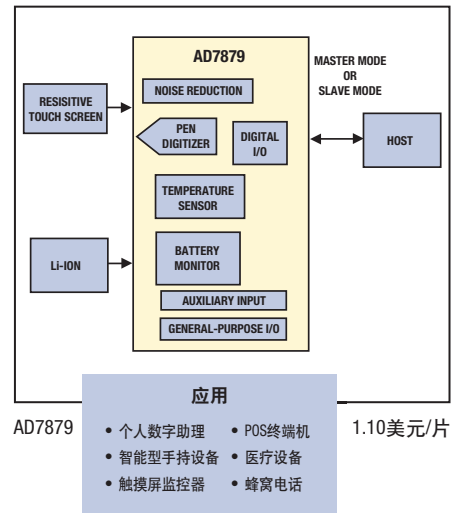 AD7879
NOISE REDUCTION
MASTER MODE
OR
SLAVE MODE
RESISITIVE
TOUCH SCREEN
PEN
DIGITIZER
DIGITAL
I/O
HOST
TEMPERATURE
SENSOR
Li-ION
BATTERY
MONITOR
AUXILIARY INPUT
GENERAL-PURPOSE I/O
应用
AD7879
1.10美元/片
• 个人数字助理
• POS终端机
• 智能型手持设备
• 医疗设备
• 触摸屏监控器
• 蜂窝电话